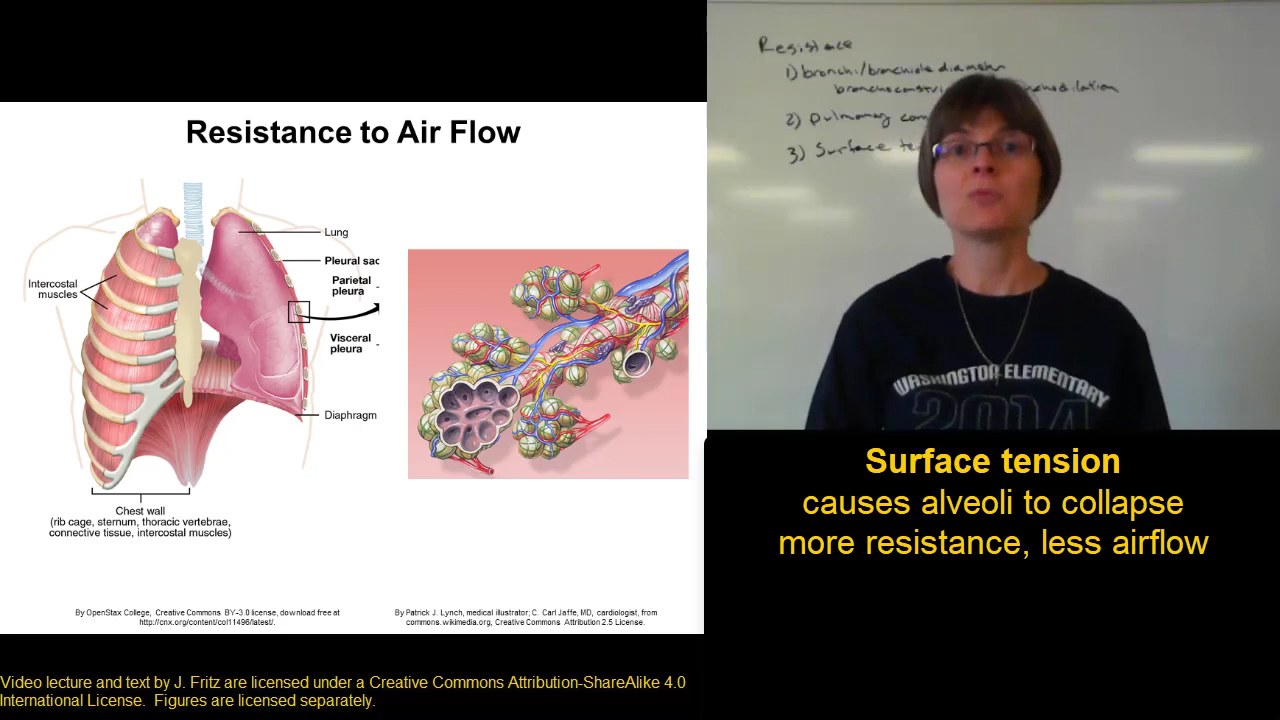 Resistance to Air Flow
Lung
Pleural sac
Parietal
pleura
Visceral
pleura
Intercostal
muscles
Diaphragm
Chest wall
(rib cage, sternum, thoracic vertebrae,
connective tissue, intercostal muscles)
By OpenStax College, Creative Commons BY-3.0 license, download free at
http://cnx.org/content/col11496/latest/.
By Patrick J. Lynch, medical illustrator; C. Carl Jaffe, MD, cardiologist, from
commons.wikimedia.org, Creative Commons Attribution 2.5 License.
Resistace
1) bronchi/bronchiole diameter
2) pulmonary
3) Surface
WASHINGTON ELEMENTARY
2014
Surface tension
causes alveoli to collapse
more resistance, less airflow
Video lecture and text by J. Fritz are licensed under a Creative Commons Attribution-ShareAlike 4.0
International License. Figures are licensed separately.